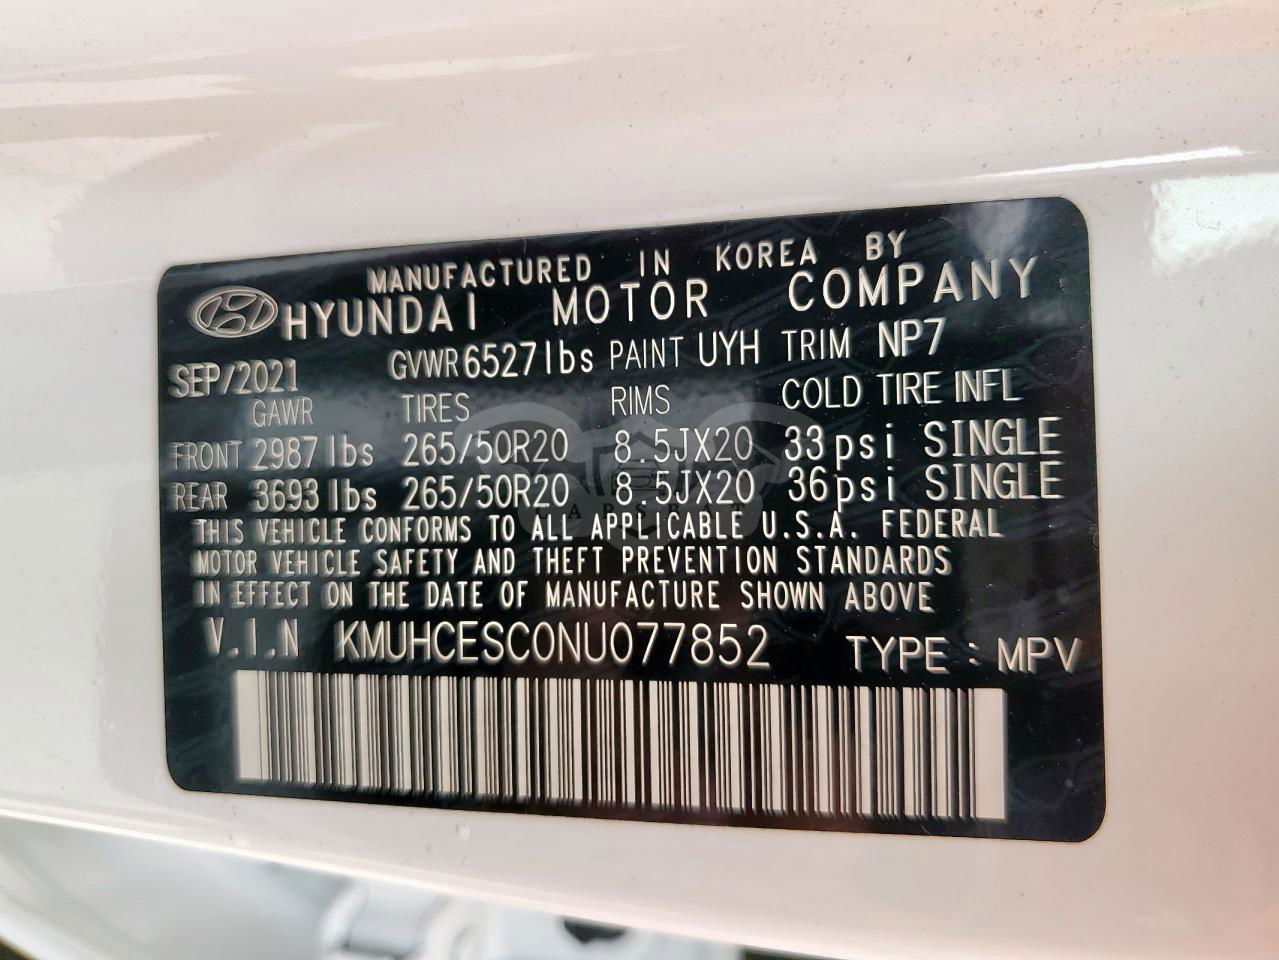 MANUFACTURED IN KOREA BY
HYUNDAI MOTOR COMPANY
SEP/2021 GVWR 6527lbs PAINT UYH TRIM NP7
GAWR TIRES RIMS COLD TIRE INFL
FRONT 2987lbs 265/50R20 8.5JX20 33psi SINGLE
REAR 3693lbs 265/50R20 8.5JX20 36psi SINGLE
CARSBAT
THIS VEHICLE CONFORMS TO ALL APPLICABLE U.S.A. FEDERAL
MOTOR VEHICLE SAFETY AND THEFT PREVENTION STANDARDS
IN EFFECT ON THE DATE OF MANUFACTURE SHOWN ABOVE
V.I.N KMUHCESC0NU077852 TYPE : MPV